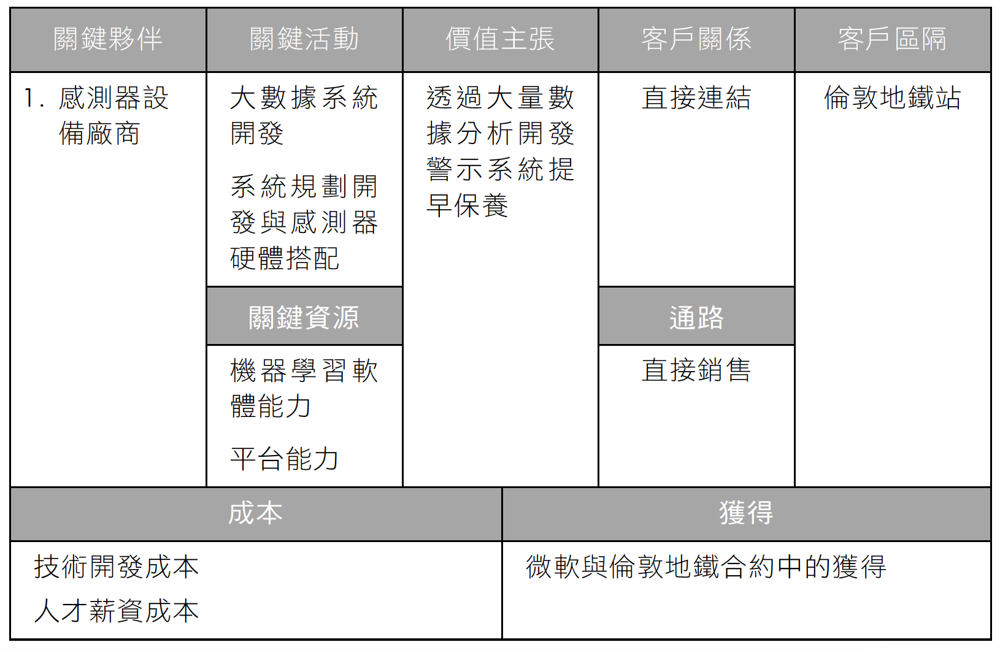 關鍵夥伴
關鍵活動
價值主張
客戶關係
客戶區隔
1. 感測器設
備廠商
大數據系統
開發
系統規劃開
發與感測器
硬體搭配
透過大量數
據分析開發
警示系統提
早保養
直接連結
倫敦地鐵站
關鍵資源
通路
機器學習軟
體能力
平台能力
直接銷售
成本
獲得
技術開發成本
人才薪資成本
微軟與倫敦地鐵合約中的獲得